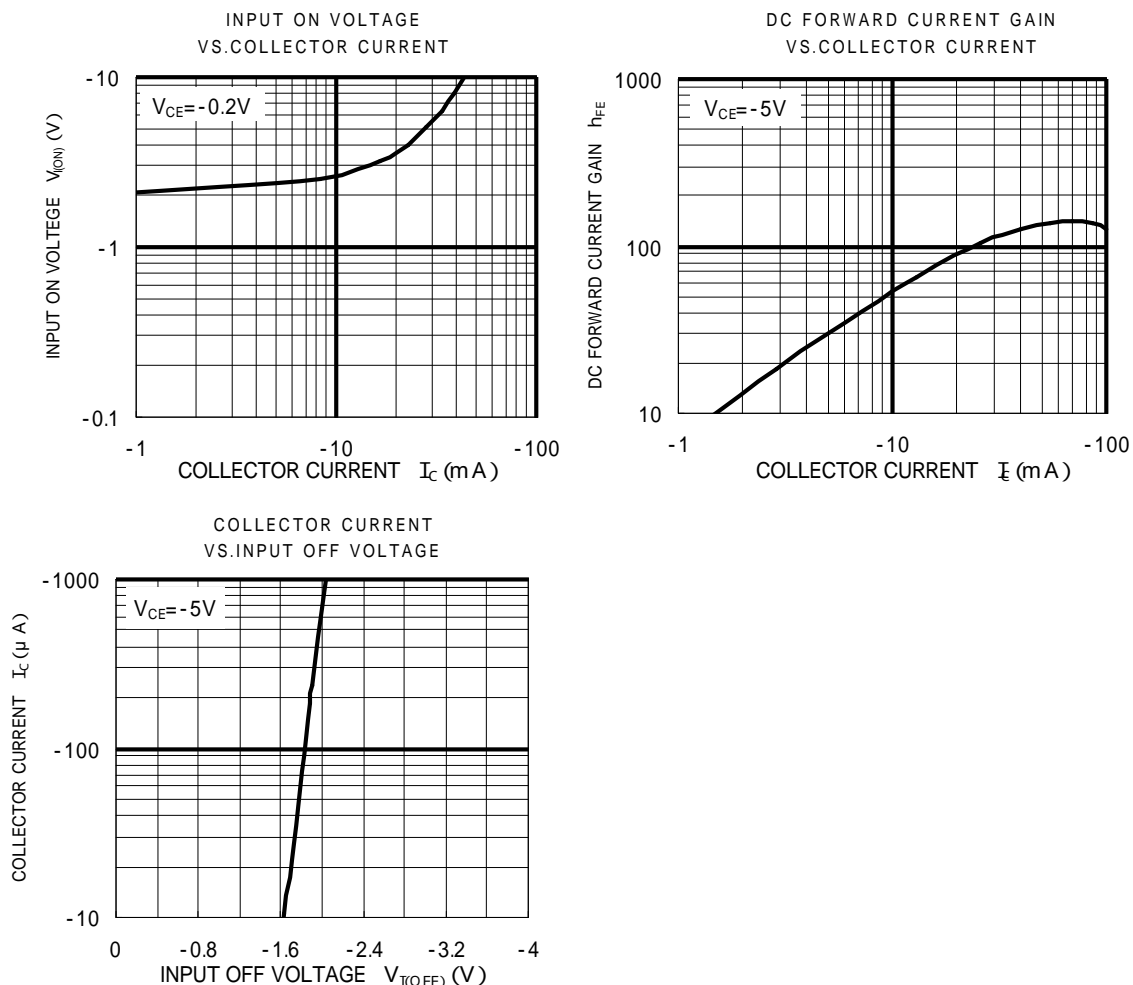 INPUT ON VOLTAGE
VS.COLLECTOR CURRENT
-10
-1
-0.1
VCE=-0.2V
INPUT ON VOLTEGE VI(ON) (V)
-1 -10 -100
COLLECTOR CURRENT IC (mA)
DC FORWARD CURRENT GAIN
VS.COLLECTOR CURRENT
1000
100
10
VCE=-5V
DC FORWARD CURRENT GAIN hFE
-1 -10 -100
COLLECTOR CURRENT IE (mA)
COLLECTOR CURRENT
VS.INPUT OFF VOLTAGE
-1000
-100
-10
VCE=-5V
COLLECTOR CURRENT IC (μA)
0 -0.8 -1.6 -2.4 -3.2 -4
INPUT OFF VOLTAGE VI(OFF) (V)